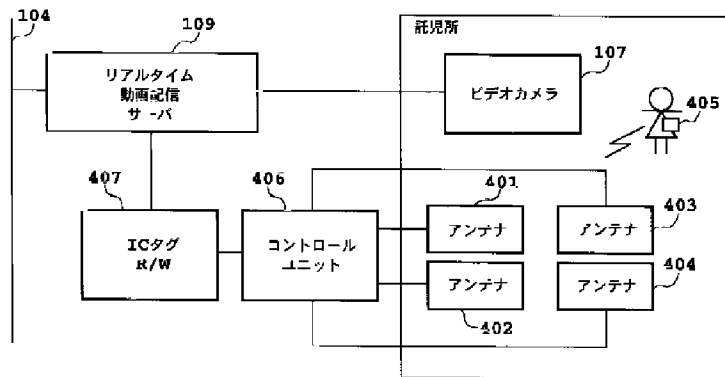 104
109
託児所
リアルタイム
動画配信
サーバ
107
ビデオカメラ
405
407
406
401
ICタグ
R/W
コントロール
ユニット
アンテナ
アンテナ
403
アンテナ
アンテナ
404
402